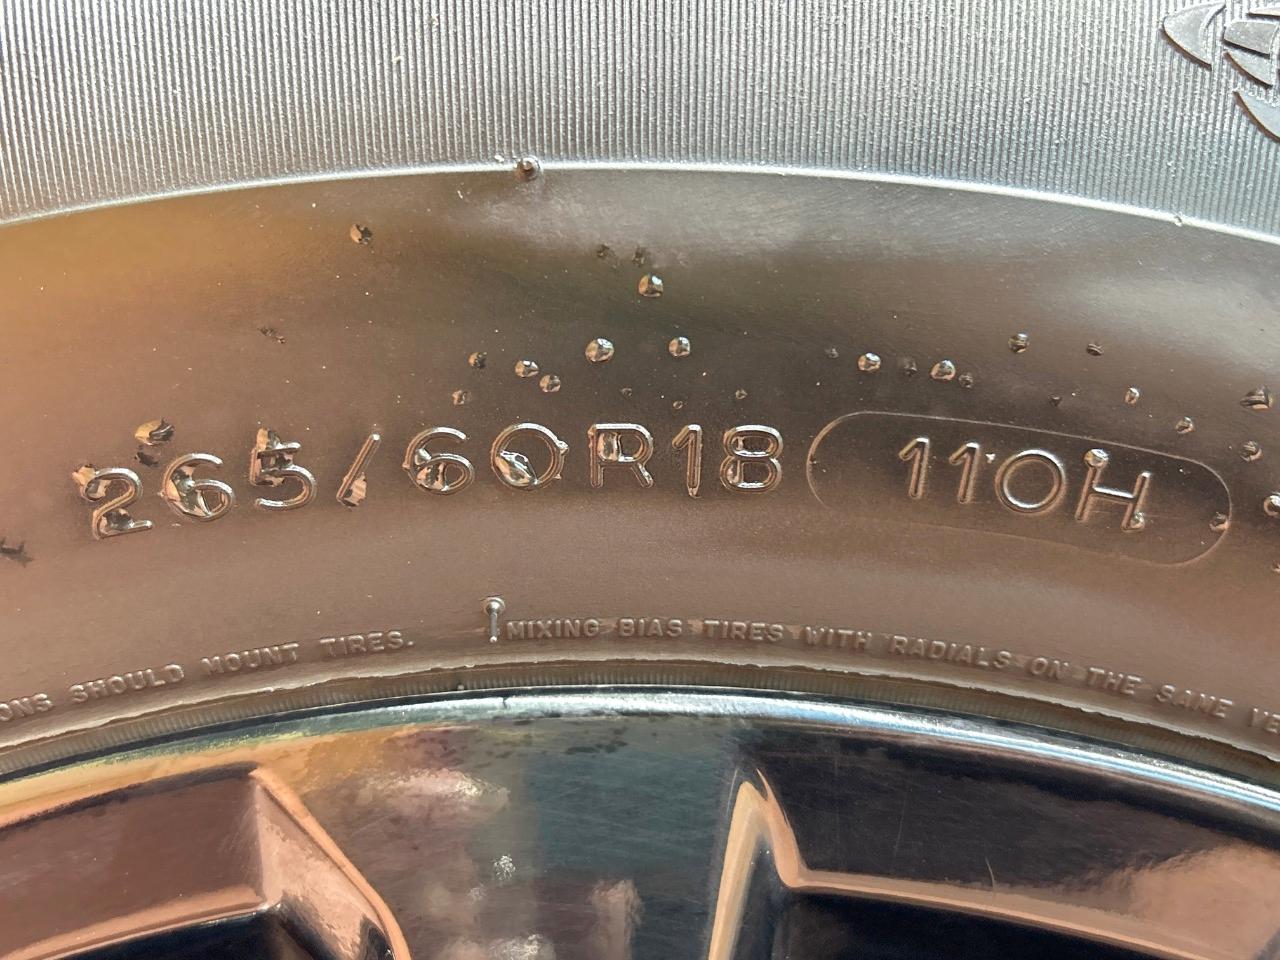 265/60R18 110H
ONS SHOULD MOUNT TIRES. MIXING BIAS TIRES WITH RADIALS ON THE SAME VE